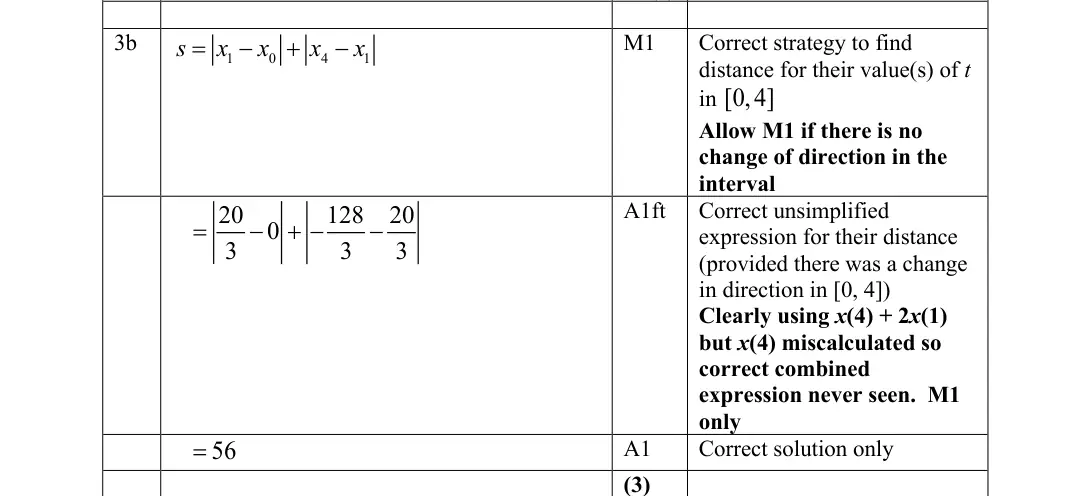 3b s = |x₁ − x₀| + |x₄ − x₁| M1 Correct strategy to find
distance for their value(s) of t
in [0, 4]
Allow M1 if there is no
change of direction in the
interval
= |20/3 − 0| + |−128/3 − 20/3| A1ft Correct unsimplified
expression for their distance
(provided there was a change
in direction in [0, 4])
Clearly using x(4) + 2x(1)
but x(4) miscalculated so
correct combined
expression never seen. M1
only
= 56 A1 Correct solution only
(3)